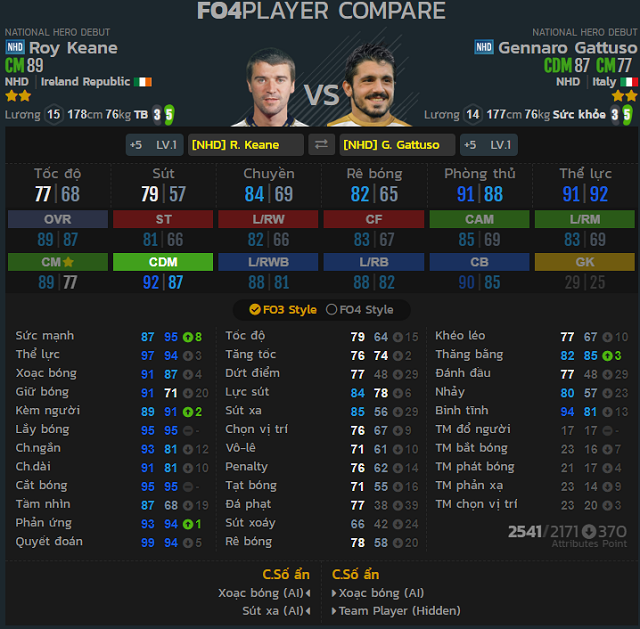 FO4PLAYER COMPARE
NATIONAL HERO DEBUT
NHD Roy Keane
CM 89
NHD Ireland Republic
Lương 15 178cm 76kg TB 3 5
VS
NATIONAL HERO DEBUT
NHD Gennaro Gattuso
CDM 87 CM 77
NHD Italy
Lương 14 177cm 76kg Sức khỏe 3 5
+5 LV.1 [NHD] R. Keane [NHD] G. Gattuso +5 LV.1
Tốc độ Sút Chuyền Rê bóng Phòng thủ Thể lực
77 68 79 57 84 69 82 65 91 88 91 92
OVR ST L/RW CF CAM L/RM
89 87 81 66 82 66 83 67 85 69 83 69
CM CDM L/RWB L/RB CB GK
89 77 92 87 88 81 88 82 90 85 29 25
FO3 Style FO4 Style
Sức mạnh 87 95 8 Tốc độ 79 64 15 Khéo léo 77 67 10
Thể lực 97 94 3 Tăng tốc 76 74 2 Thăng bằng 82 85 3
Xoạc bóng 91 87 4 Dứt điểm 77 48 29 Đánh đầu 77 48 29
Giữ bóng 91 71 20 Lực sút 84 78 6 Nhảy 80 57 23
Kèm người 89 91 2 Sút xa 85 56 29 Bình tĩnh 94 81 13
Lấy bóng 95 95 - Chọn vị trí 76 67 9 TM đổ người 17 17 -
Ch.ngắn 93 81 12 Vô-lê 71 61 10 TM bắt bóng 23 16 7
Ch.dài 91 81 10 Penalty 76 62 14 TM phát bóng 21 17 4
Cắt bóng 95 95 - Tạt bóng 71 55 16 TM phản xạ 23 14 9
Tầm nhìn 87 68 19 Đá phạt 77 38 39 TM chọn vị trí 23 20 3
Phản ứng 93 94 1 Sút xoáy 66 42 24 2541/2171 370
Quyết đoán 99 94 5 Rê bóng 78 58 20 Attributes Point
C.Số ẩn C.Số ẩn
Xoạc bóng (AI) Xoạc bóng (AI)
Sút xa (AI) Team Player (Hidden)